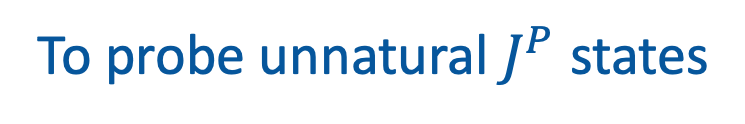 To probe unnatural J^P states